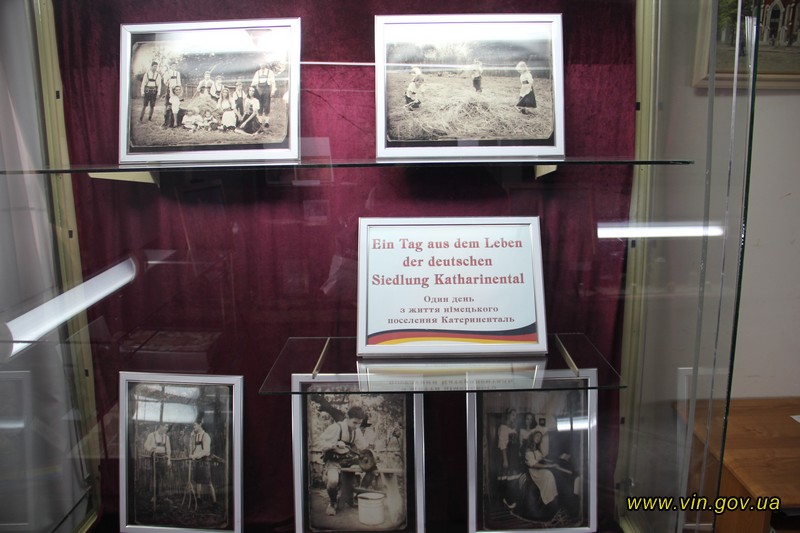 Ein Tag aus dem Leben
der deutschen
Siedlung Katharinental
Один день
з життя німецького
поселення Катериненталь
www.vin.gov.ua